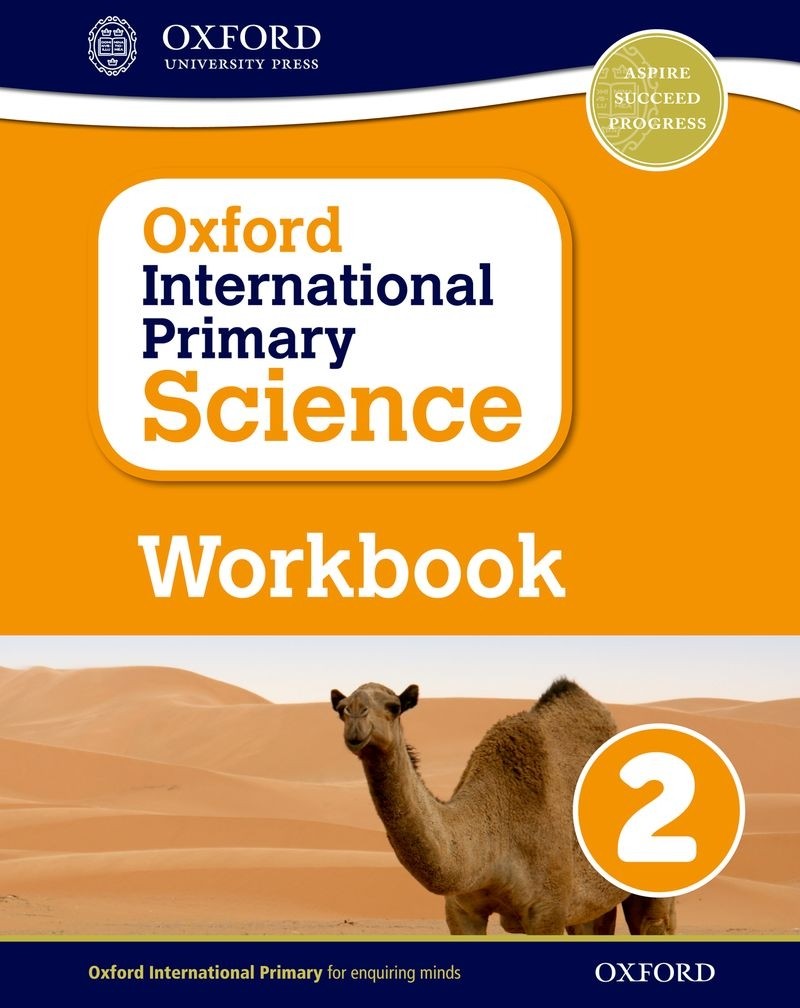 OXFORD
UNIVERSITY PRESS
ASPIRE
SUCCEED
PROGRESS
Oxford
International
Primary
Science
Workbook
2
Oxford International Primary for enquiring minds
OXFORD